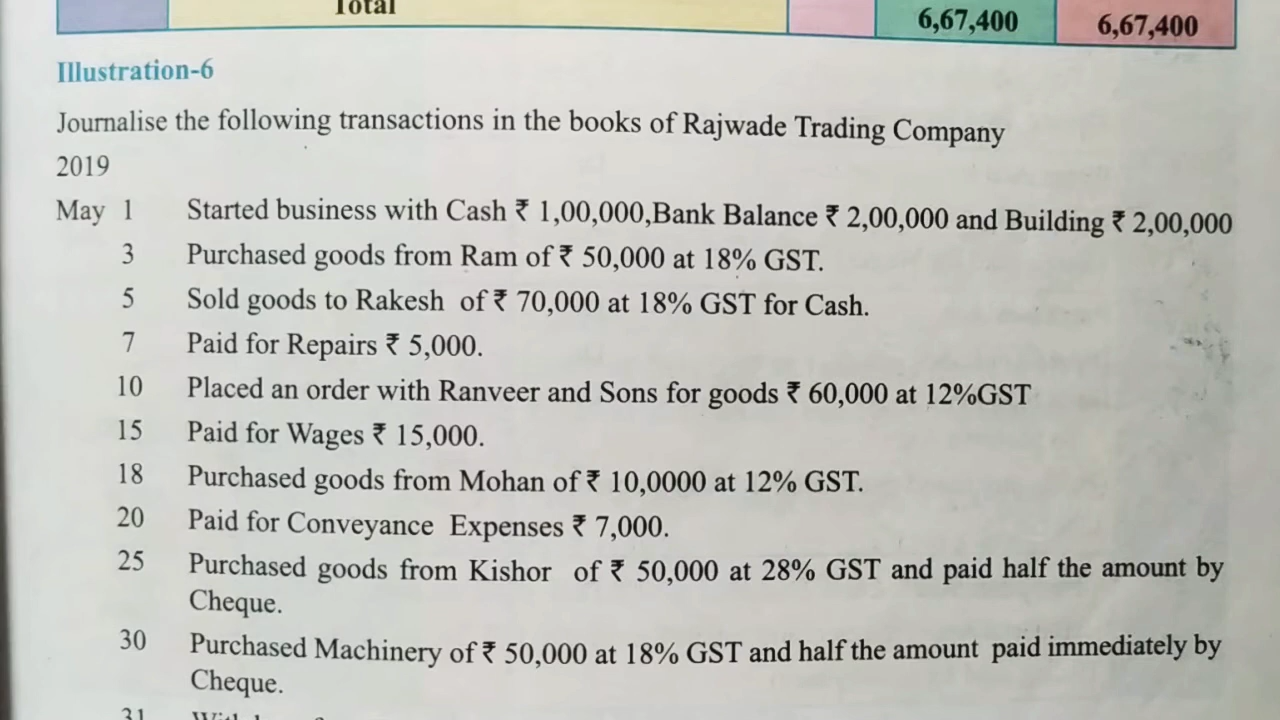 Total 6,67,400 6,67,400
Illustration-6
Journalise the following transactions in the books of Rajwade Trading Company
2019
May 1 Started business with Cash ₹ 1,00,000,Bank Balance ₹ 2,00,000 and Building ₹ 2,00,000
3 Purchased goods from Ram of ₹ 50,000 at 18% GST.
5 Sold goods to Rakesh of ₹ 70,000 at 18% GST for Cash.
7 Paid for Repairs ₹ 5,000.
10 Placed an order with Ranveer and Sons for goods ₹ 60,000 at 12%GST
15 Paid for Wages ₹ 15,000.
18 Purchased goods from Mohan of ₹ 10,0000 at 12% GST.
20 Paid for Conveyance Expenses ₹ 7,000.
25 Purchased goods from Kishor of ₹ 50,000 at 28% GST and paid half the amount by
Cheque.
30 Purchased Machinery of ₹ 50,000 at 18% GST and half the amount paid immediately by
Cheque.
31